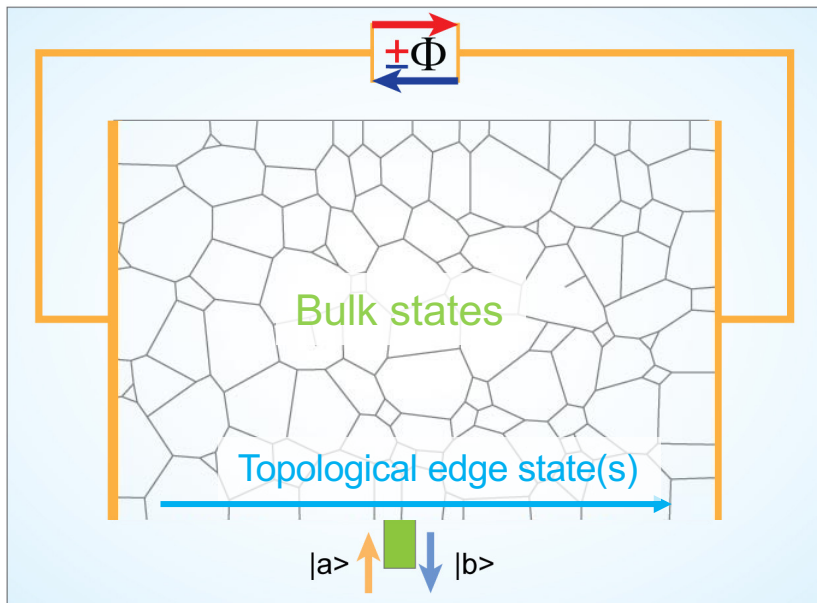 ±Φ
Bulk states
Topological edge state(s)
|a> |b>